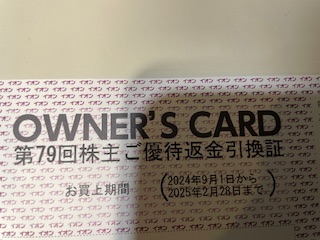 OWNER'S CARD
第79回株主ご優待返金引換証
お買上期間 (2024年9月1日から
2025年2月28日まで)